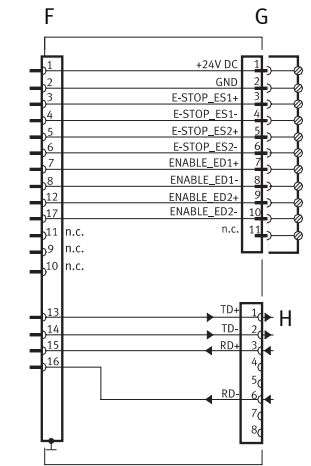 F G
1 +24V DC 1
2 GND 2
3 E-STOP_ES1+ 3
4 E-STOP_ES1- 4
5 E-STOP_ES2+ 5
6 E-STOP_ES2- 6
7 ENABLE_ED1+ 7
8 ENABLE_ED1- 8
12 ENABLE_ED2+ 9
17 ENABLE_ED2- 10
11 n.c. n.c. 11
9 n.c.
10 n.c.
13 TD+ 1 H
14 TD- 2
15 RD+ 3
16 4
5
RD- 6
7
8